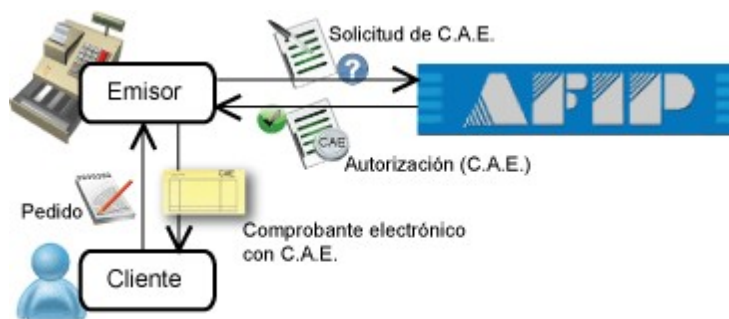 Solicitud de C.A.E.
Emisor
AFIP
CAE
Autorización (C.A.E.)
CAE
Pedido
Comprobante electrónico
con C.A.E.
Cliente